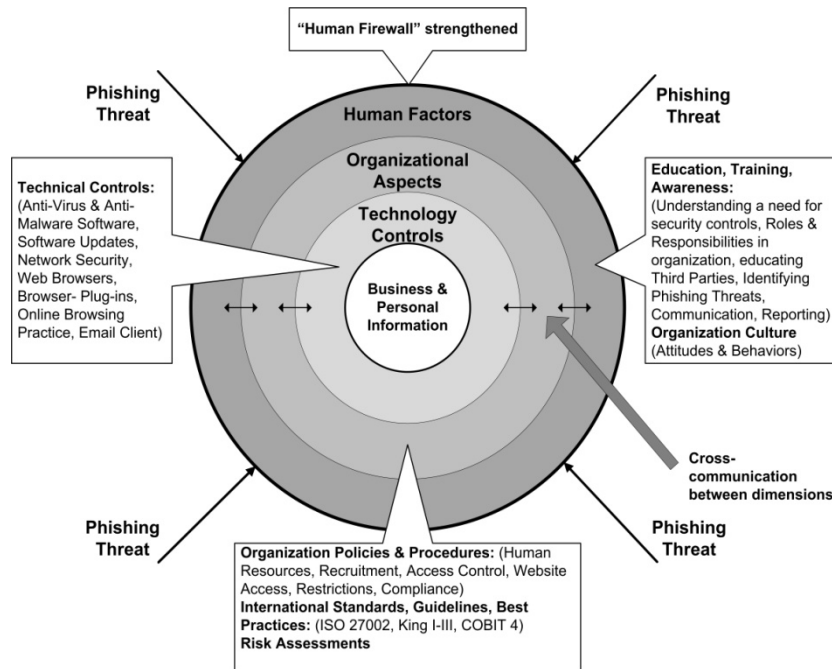 “Human Firewall” strengthened
Phishing
Threat
Phishing
Threat
Human Factors
Organizational
Aspects
Technology
Controls
Business &
Personal
Information
Technical Controls:
(Anti-Virus & Anti-
Malware Software,
Software Updates,
Network Security,
Web Browsers,
Browser- Plug-ins,
Online Browsing
Practice, Email Client)
Education, Training,
Awareness:
(Understanding a need for
security controls, Roles &
Responsibilities in
organization, educating
Third Parties, Identifying
Phishing Threats,
Communication, Reporting)
Organization Culture
(Attitudes & Behaviors)
Cross-
communication
between dimensions
Phishing
Threat
Phishing
Threat
Organization Policies & Procedures: (Human
Resources, Recruitment, Access Control, Website
Access, Restrictions, Compliance)
International Standards, Guidelines, Best
Practices: (ISO 27002, King I-III, COBIT 4)
Risk Assessments